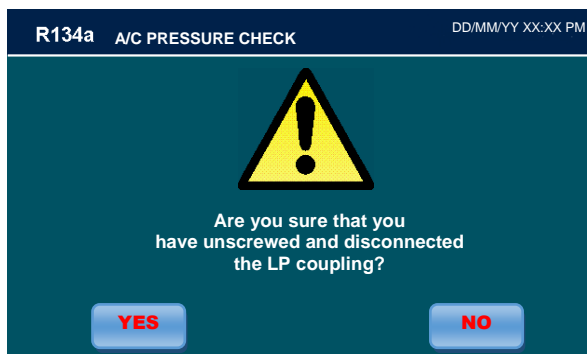 R134a A/C PRESSURE CHECK DD/MM/YY XX:XX PM
Are you sure that you
have unscrewed and disconnected
the LP coupling?
YES NO